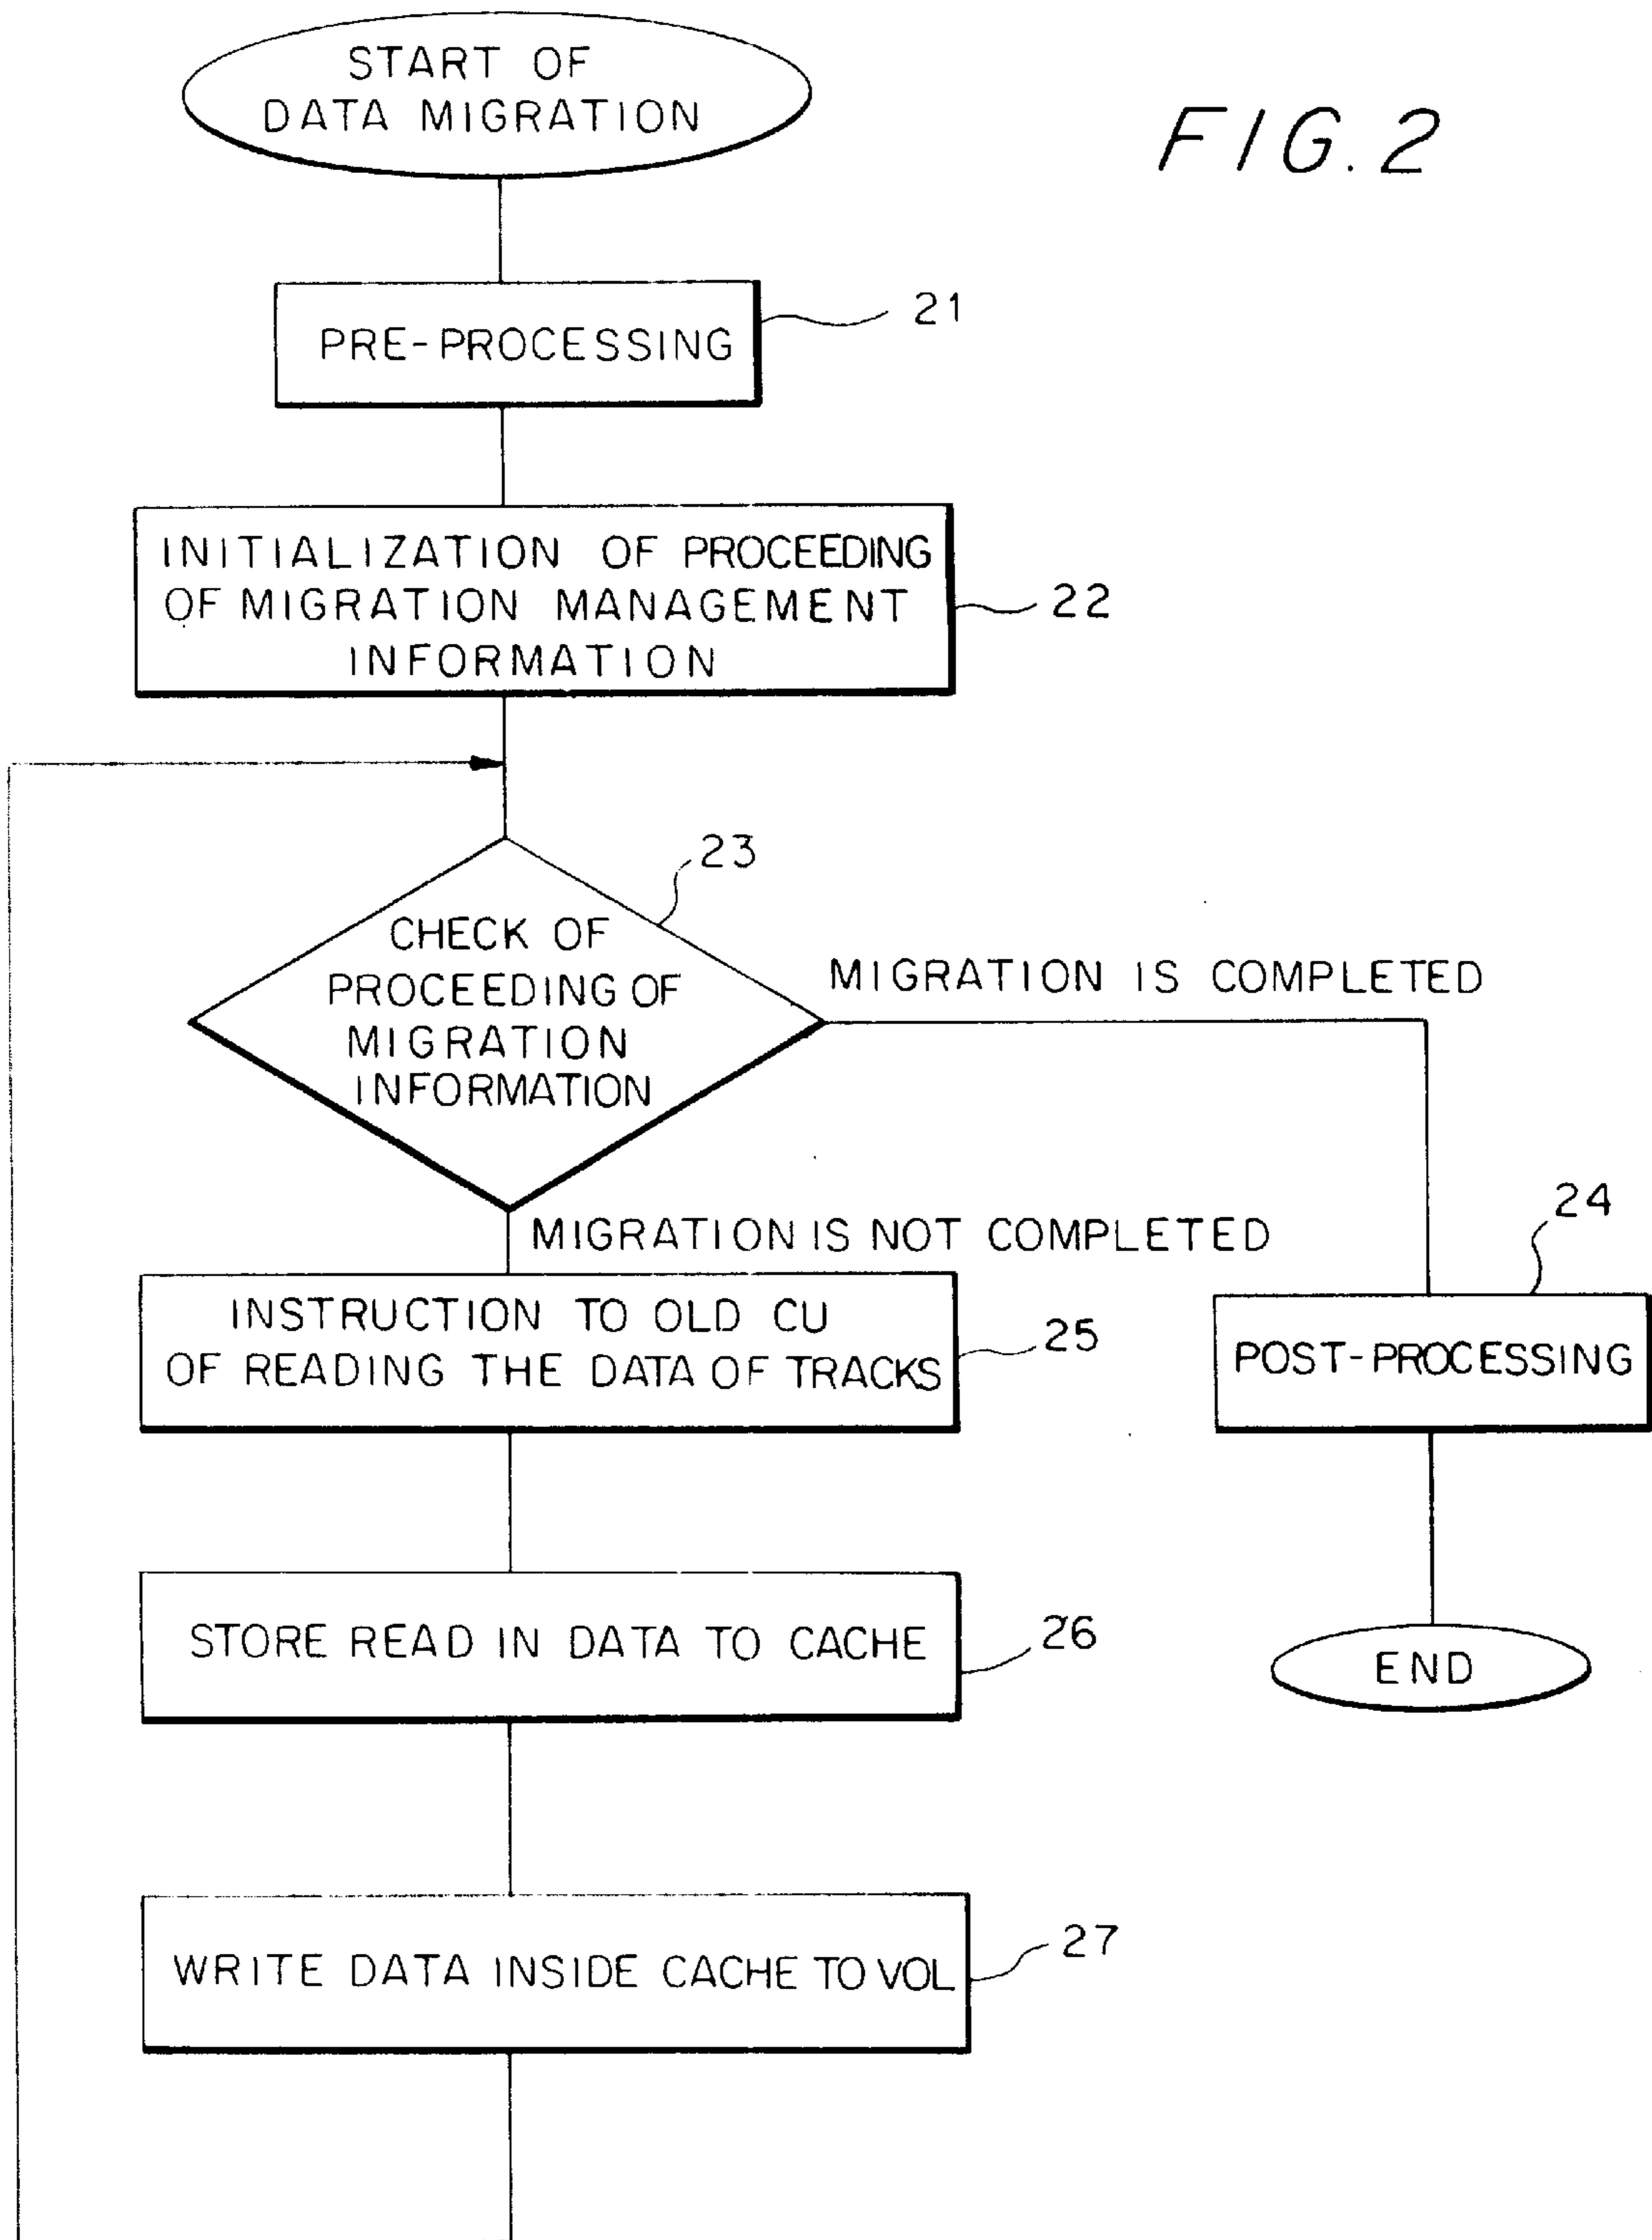 START OF
DATA MIGRATION
FIG. 2
PRE-PROCESSING
21
INITIALIZATION OF PROCEEDING
OF MIGRATION MANAGEMENT
INFORMATION
22
23
CHECK OF
PROCEEDING OF
MIGRATION
INFORMATION
MIGRATION IS COMPLETED
MIGRATION IS NOT COMPLETED
24
INSTRUCTION TO OLD CU
OF READING THE DATA OF TRACKS
25
POST-PROCESSING
STORE READ IN DATA TO CACHE
26
END
WRITE DATA INSIDE CACHE TO VOL
27